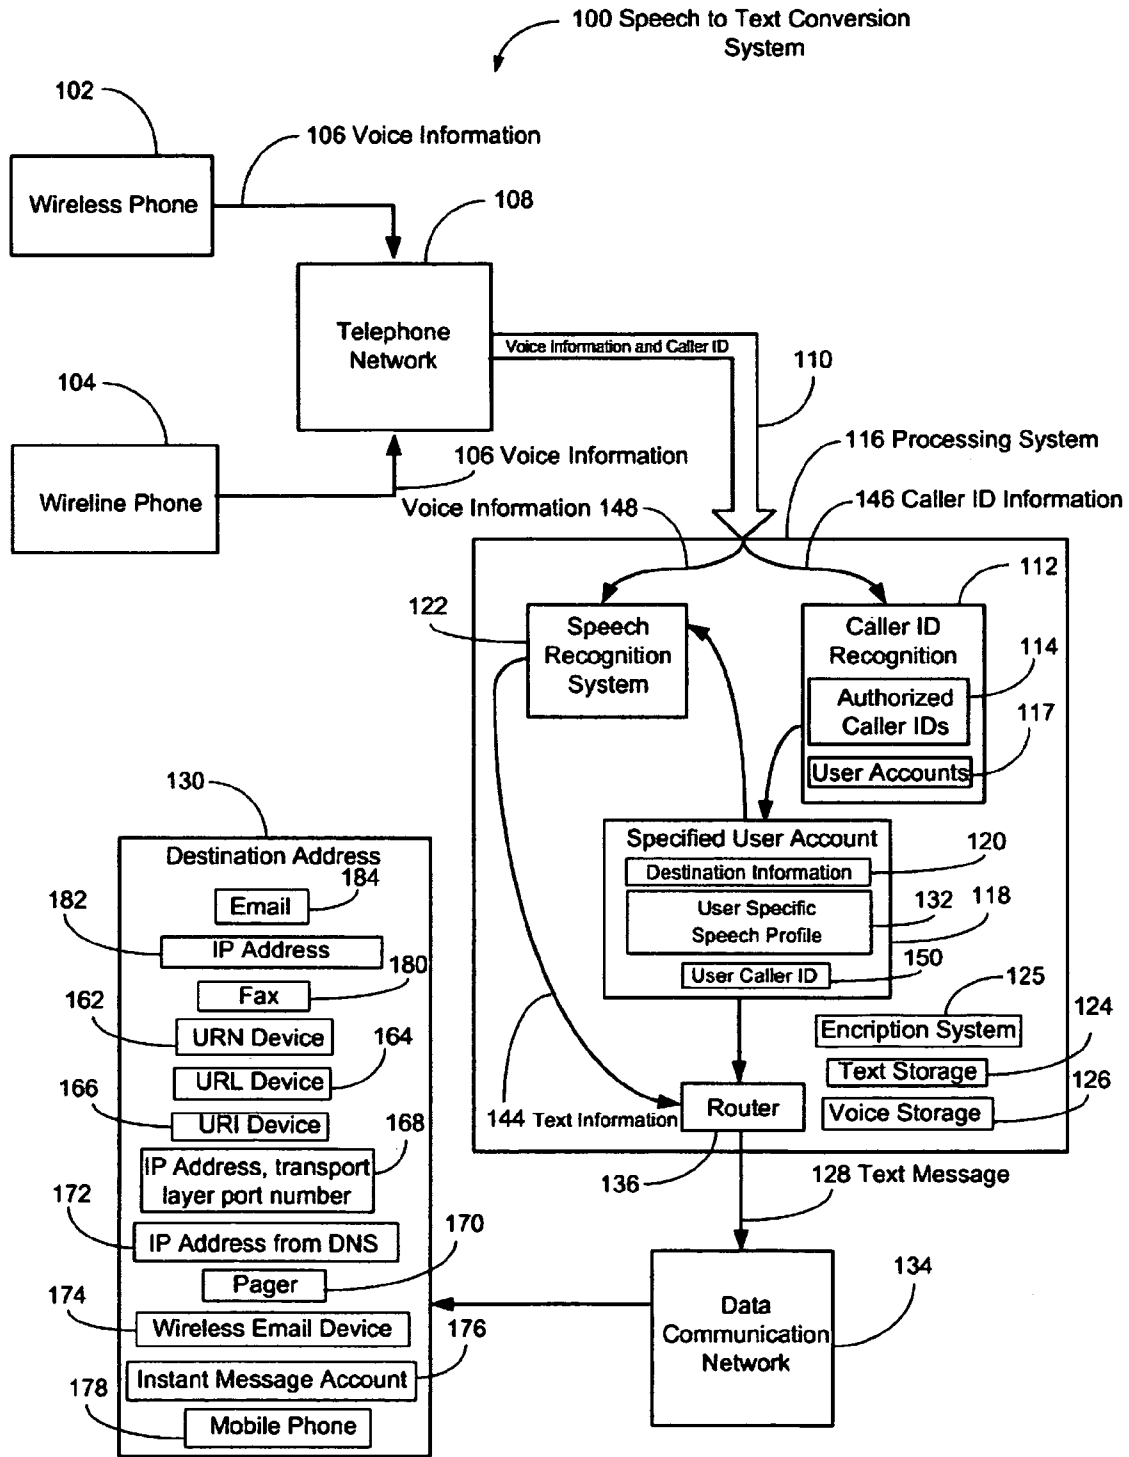 100 Speech to Text Conversion
System
102
106 Voice Information
Wireless Phone
108
Telephone
Network
Voice Information and Caller ID
110
104
106 Voice Information
116 Processing System
Wireline Phone
Voice Information 148
146 Caller ID Information
112
122
Speech
Recognition
System
Caller ID
Recognition
114
Authorized
Caller IDs
117
User Accounts
130
Specified User Account
120
Destination Information
132
User Specific
Speech Profile
118
150
User Caller ID
125
Encription System
124
Text Storage
126
Voice Storage
144 Text Information
Router
136
128 Text Message
134
Data
Communication
Network
Destination Address
184
Email
182
IP Address
180
Fax
162
URN Device
164
URL Device
166
URI Device
168
IP Address, transport
layer port number
172
IP Address from DNS
170
Pager
174
Wireless Email Device
176
Instant Message Account
178
Mobile Phone